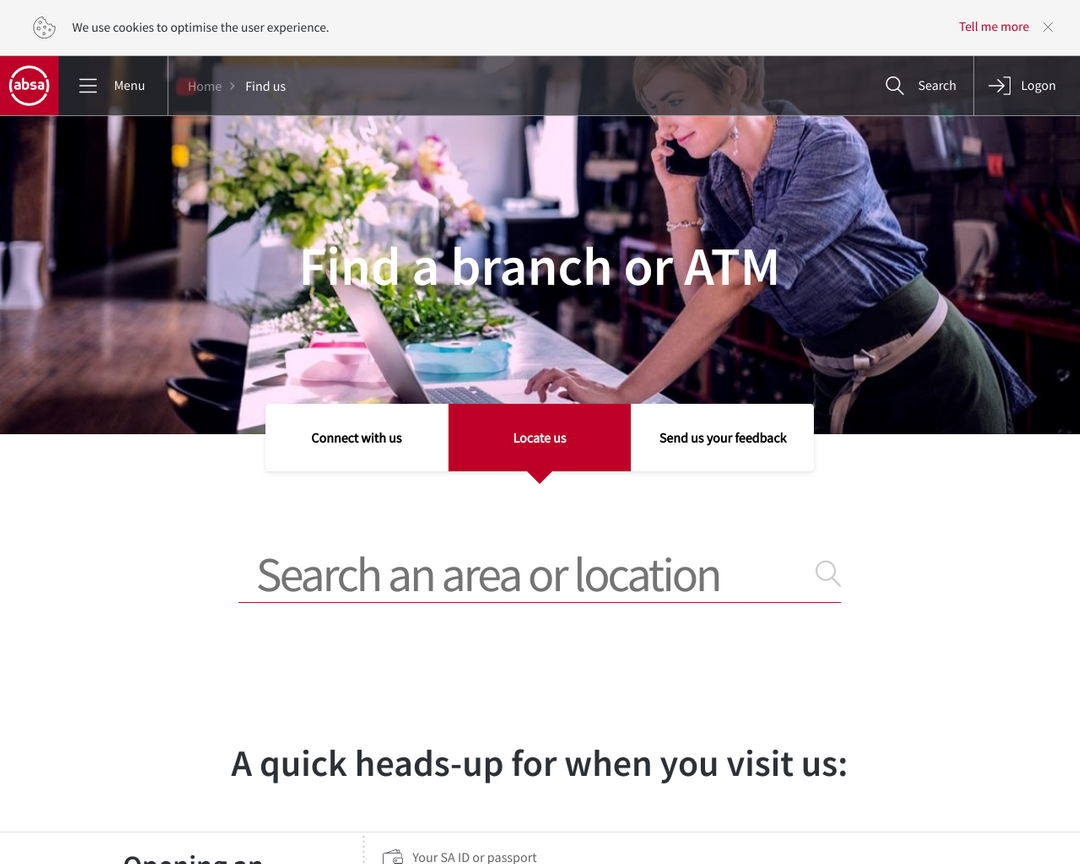 We use cookies to optimise the user experience.
Tell me more
absa
Menu
Home
Find us
Search
Logon
Find a branch or ATM
Connect with us
Locate us
Send us your feedback
Search an area or location
A quick heads-up for when you visit us:
Opening an
Your SA ID or passport